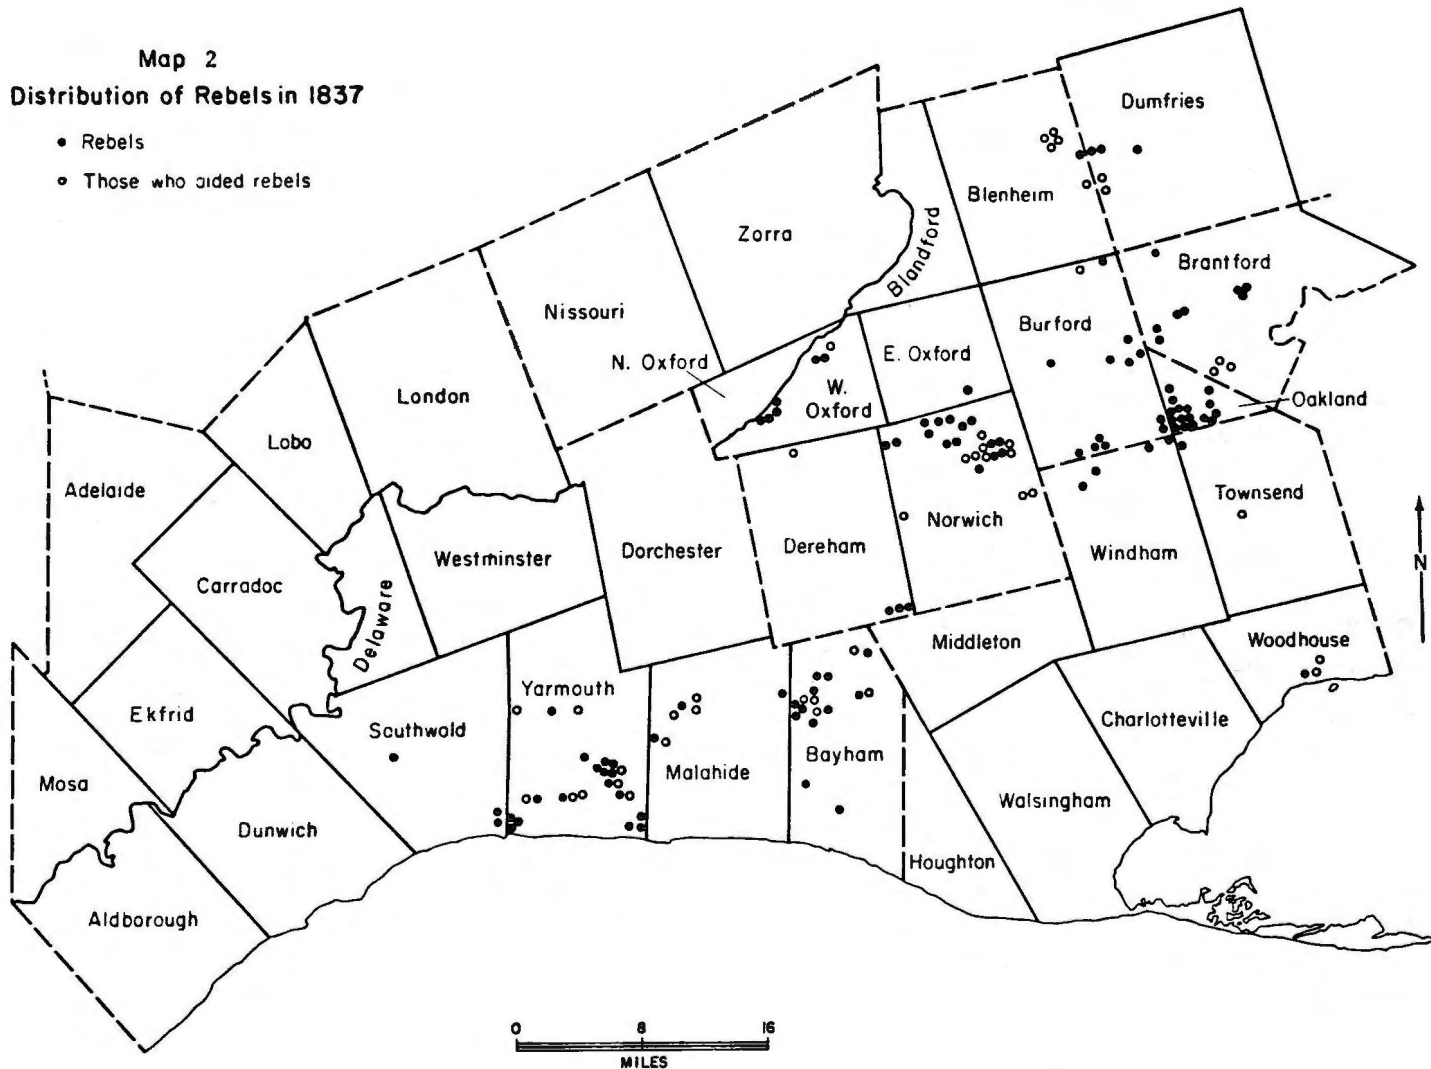 Map 2
Distribution of Rebels in 1837
Rebels
Those who aided rebels
Dumfries
Blenheim
Zorra
Blandford
Brantford
Nissouri
Burford
N. Oxford
E. Oxford
W.
Oxford
Oakland
London
Lobo
Adelaide
Townsend
Norwich
Dereham
Dorchester
Westminster
Windham
N
Carradoc
Delaware
Middleton
Woodhouse
Yarmouth
Ekfrid
Southwald
Charlotteville
Bayham
Malahide
Mosa
Walsingham
Dunwich
Houghton
Aldborough
0 8 16
MILES